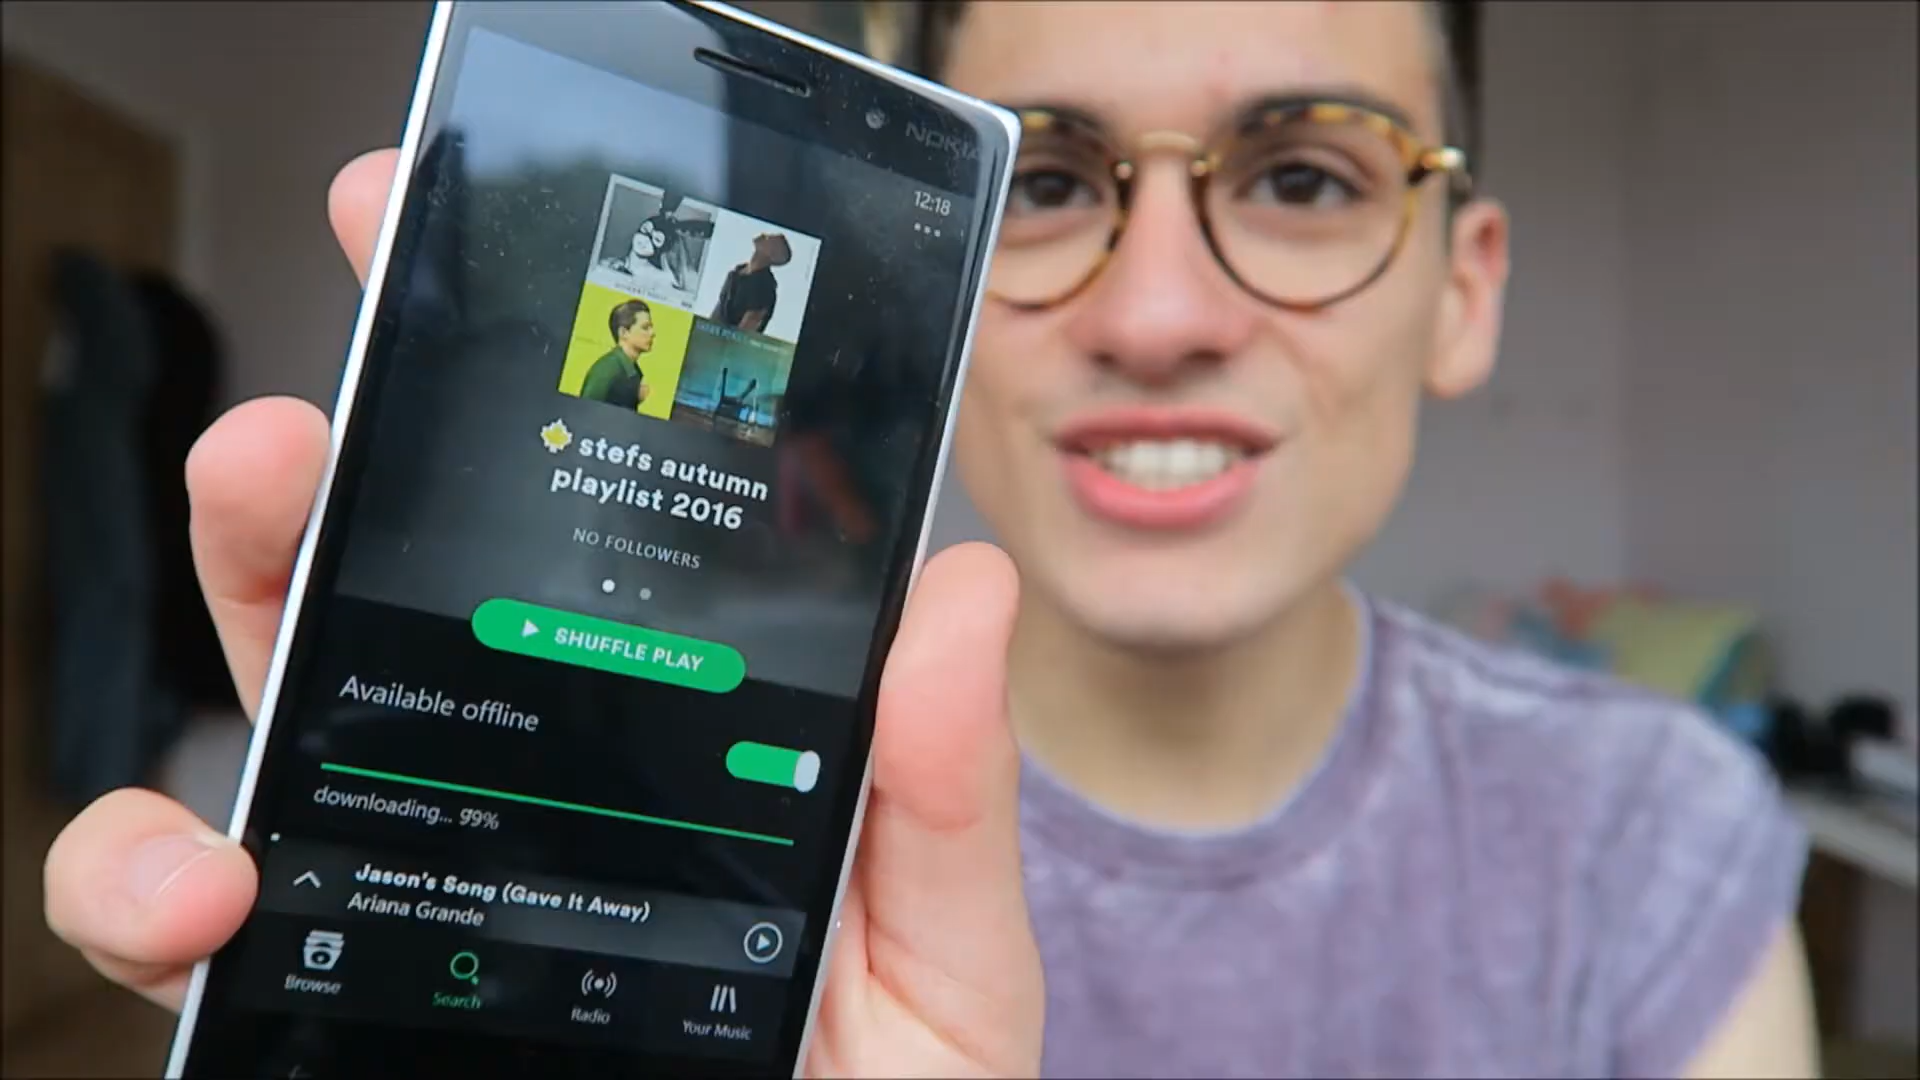 NOKIA
12:18
stefs autumn
playlist 2016
NO FOLLOWERS
SHUFFLE PLAY
Available offline
downloading... 99%
Jason's Song (Gave It Away)
Ariana Grande
Browse
Search
Radio
Your Music